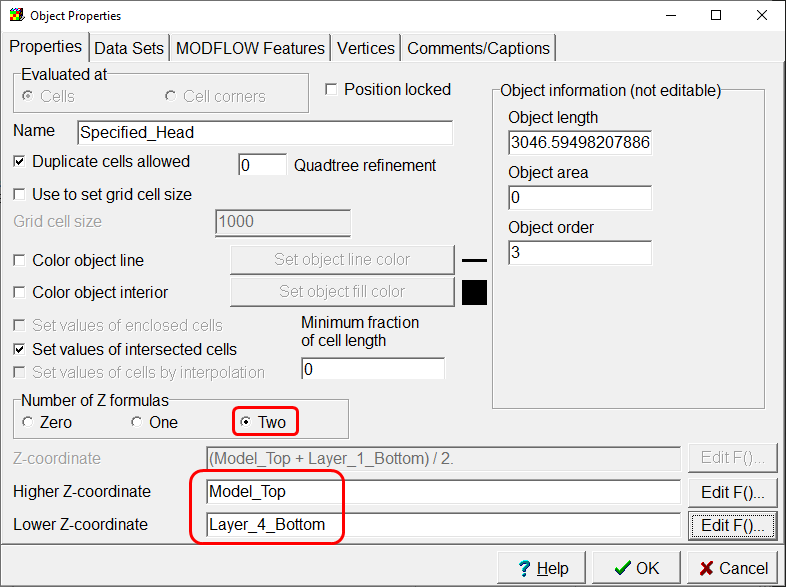 Object Properties
Properties Data Sets MODFLOW Features Vertices Comments/Captions
Evaluated at
Cells Cell corners
Position locked
Name Specified_Head
Duplicate cells allowed 0 Quadtree refinement
Use to set grid cell size
Grid cell size 1000
Color object line Set object line color
Color object interior Set object fill color
Set values of enclosed cells
Set values of intersected cells
Set values of cells by interpolation
Minimum fraction
of cell length
0
Object information (not editable)
Object length
3046.59498207886
Object area
0
Object order
3
Number of Z formulas
Zero One Two
Z-coordinate (Model_Top + Layer_1_Bottom) / 2. Edit F()...
Higher Z-coordinate Model_Top Edit F()...
Lower Z-coordinate Layer_4_Bottom Edit F()...
? Help OK Cancel